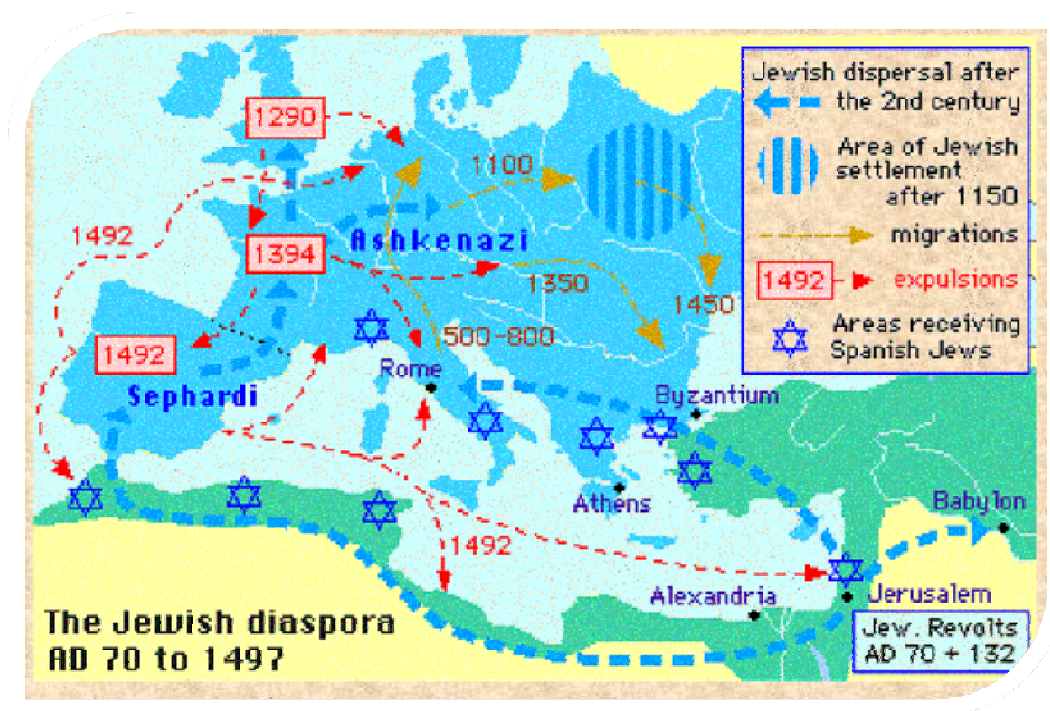 Jewish dispersal after
the 2nd century
Area of Jewish
settlement
after 1150
migrations
1492
expulsions
Areas receiving
Spanish Jews
1290
1100
1492
Ashkenazi
1394
1350
1450
500-800
1492
Rome
Sephardi
Byzantium
Athens
Babylon
1492
Alexandria
Jerusalem
The Jewish diaspora
AD 70 to 1497
Jew. Revolts
AD 70 + 132